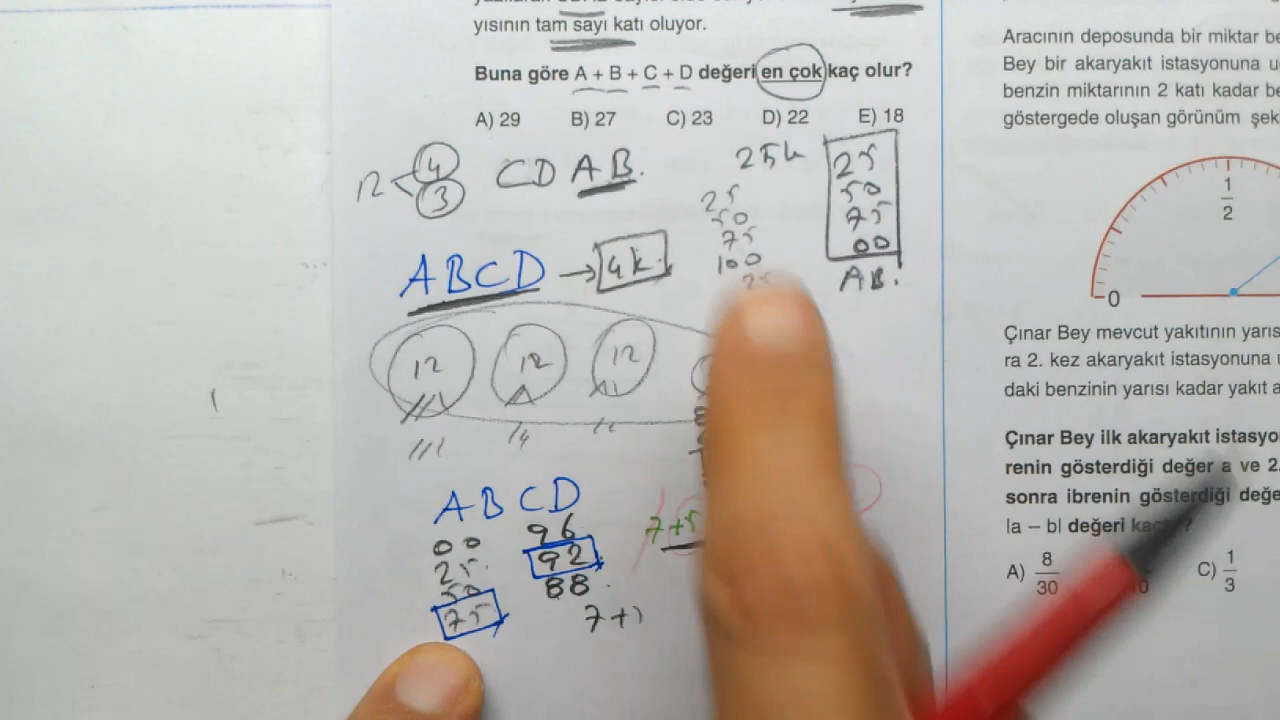 yısının tam sayı katı oluyor.
Buna göre A + B + C + D değeri en çok kaç olur?
A) 29 B) 27 C) 23 D) 22 E) 18
12 4 3
CD AB.
25k
25
50
75
100
25
50
75
00
AB.
ABCD → 4k.
12 12 12
ABCD
00
25.
50
75
96
92
88
7+5
7+
Aracının deposunda bir miktar be
Bey bir akaryakıt istasyonuna u
benzin miktarının 2 katı kadar be
göstergede oluşan görünüm şek
1
2
0
Çınar Bey mevcut yakıtının yarıs
ra 2. kez akaryakıt istasyonuna
daki benzinin yarısı kadar yakıt a
Çınar Bey ilk akaryakıt istasyo
renin gösterdiği değer a ve 2.
sonra ibrenin gösterdiği değe
|a – b| değeri
A) 8/30 C) 1/3